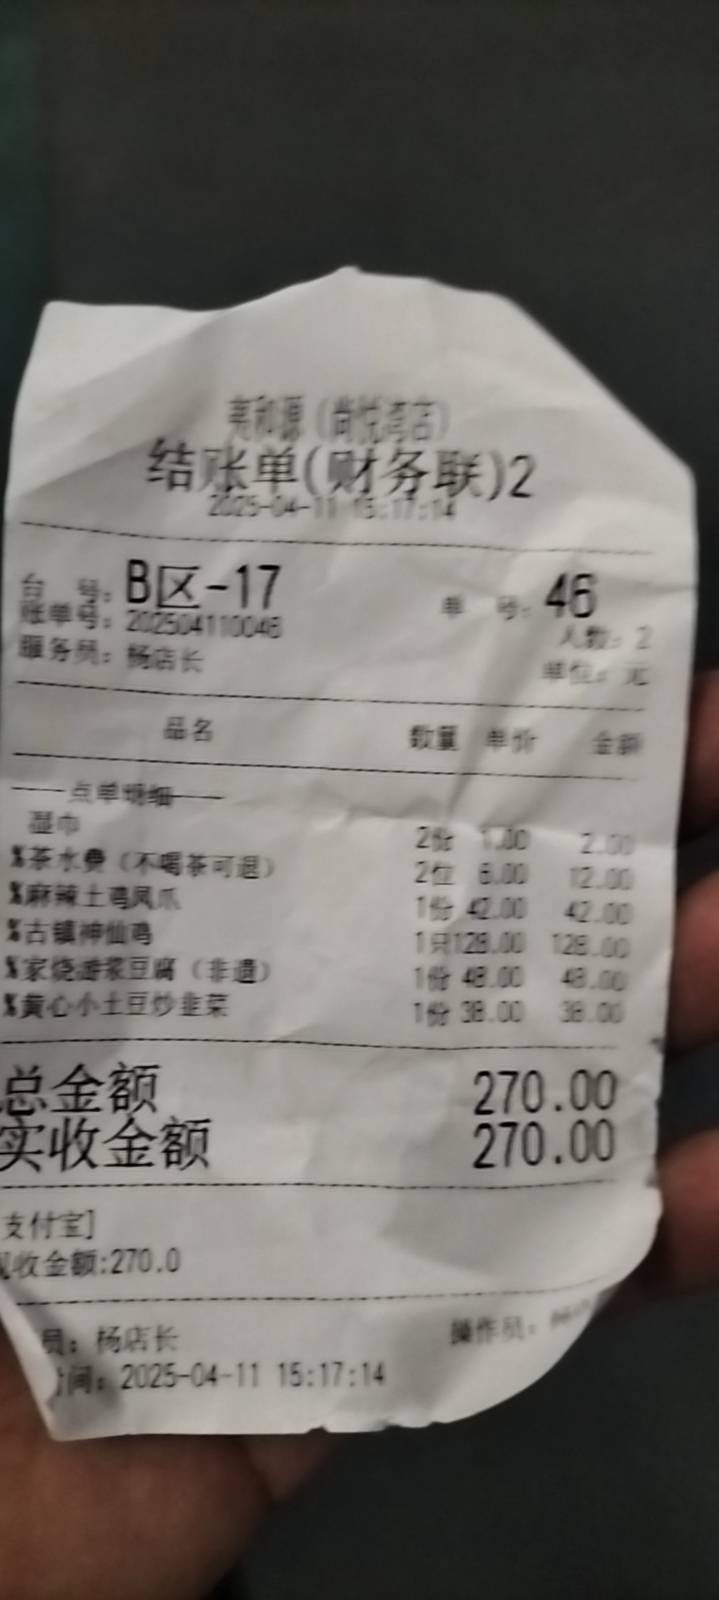 夷和源（尚悦湾店）
结账单(财务联)2
2025-04-11 15:17:14
台 号：B区-17 单 号：46
账单号：202504110046 人数：2
服务员：杨店长 单位：元
品名 数量 单价 金额
——点单明细——
湿巾 2份 1.00 2.00
%茶水费（不喝茶可退） 2位 6.00 12.00
%麻辣土鸡凤爪 1份 42.00 42.00
%古镇神仙鸡 1只128.00 128.00
%家烧游浆豆腐（非遗） 1份 48.00 48.00
%黄心小土豆炒韭菜 1份 38.00 38.00
总金额 270.00
实收金额 270.00
支付宝]
收金额:270.0
员：杨店长 操作员：
间：2025-04-11 15:17:14